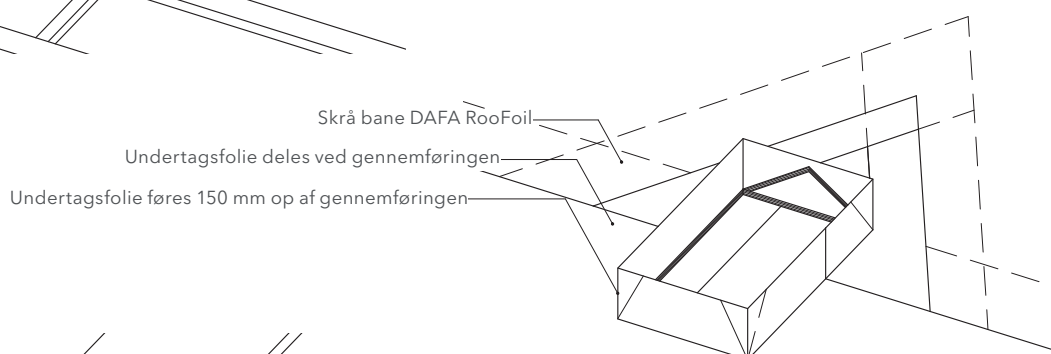 Skrå bane DAFA RooFoil
Undertagsfolie deles ved gennemføringen
Undertagsfolie føres 150 mm op af gennemføringen